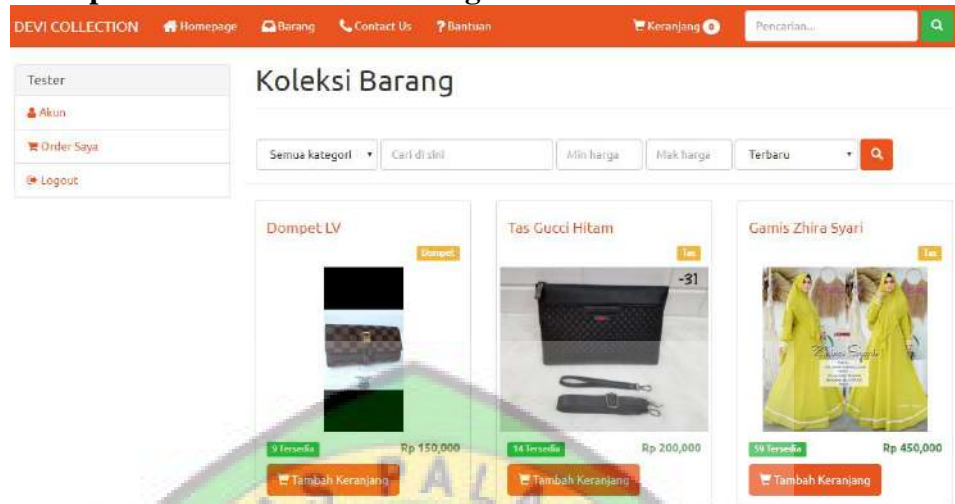 DEVI COLLECTION Homepage Barang Contact Us ? Bantuan Keranjang 0 Pencarian...
Tester
Akun
Order Saya
Logout
Koleksi Barang
Semua kategori Cari di sini Min harga Mak harga Terbaru
Dompet LV
Dompet
9 Tersedia Rp 150,000
Tambah Keranjang
Tas Gucci Hitam
Tas
-31
14 Tersedia Rp 200,000
Tambah Keranjang
Gamis Zhira Syari
Tas
59 Tersedia Rp 450,000
Tambah Keranjang
PALA